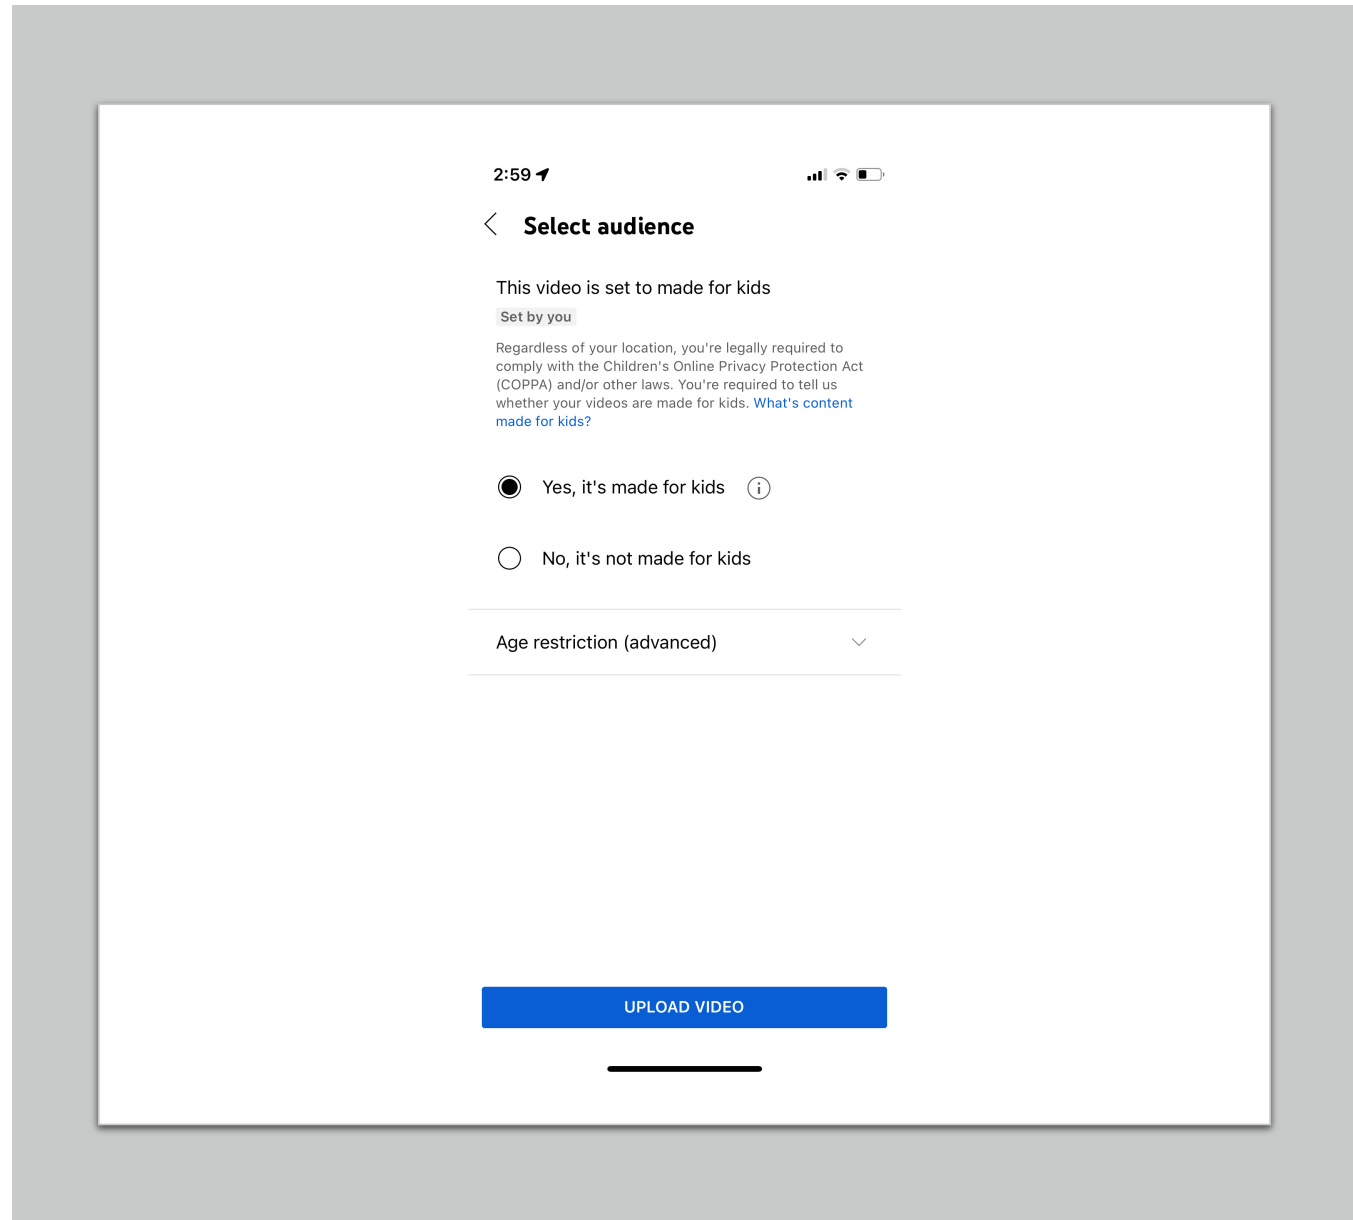 2:59
Select audience
This video is set to made for kids
Set by you
Regardless of your location, you're legally required to
comply with the Children's Online Privacy Protection Act
(COPPA) and/or other laws. You're required to tell us
whether your videos are made for kids. What's content
made for kids?
Yes, it's made for kids
No, it's not made for kids
Age restriction (advanced)
UPLOAD VIDEO